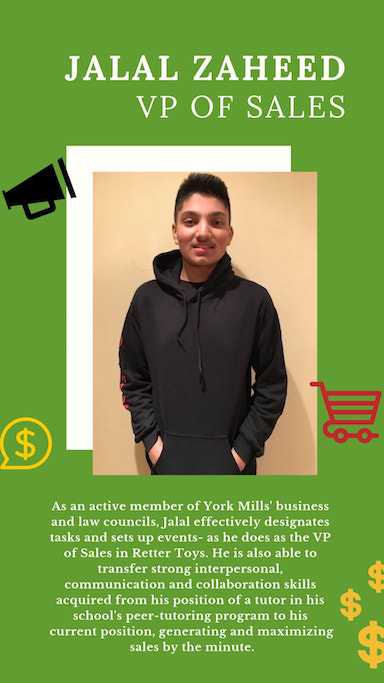 JALAL ZAHEED
VP OF SALES
As an active member of York Mills' business
and law councils, Jalal effectively designates
tasks and sets up events- as he does as the VP
of Sales in Retter Toys. He is also able to
transfer strong interpersonal,
communication and collaboration skills
acquired from his position of a tutor in his
school's peer-tutoring program to his
current position, generating and maximizing
sales by the minute.